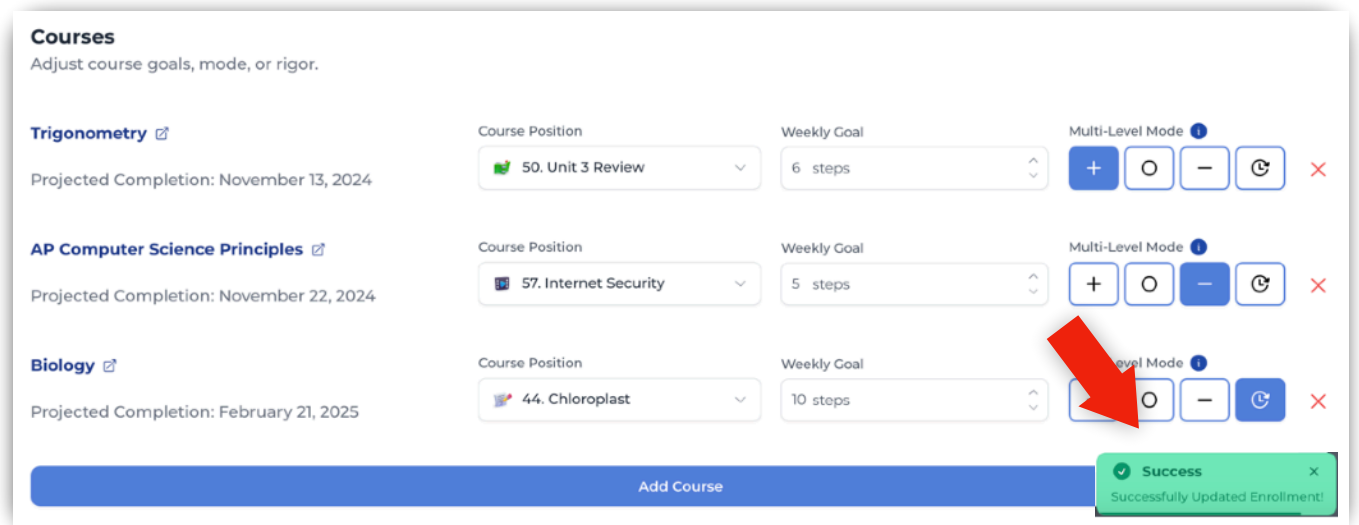 Courses
Adjust course goals, mode, or rigor.
Trigonometry
Projected Completion: November 13, 2024
Course Position
50. Unit 3 Review
Weekly Goal
6 steps
Multi-Level Mode
AP Computer Science Principles
Projected Completion: November 22, 2024
Course Position
57. Internet Security
Weekly Goal
5 steps
Multi-Level Mode
Biology
Projected Completion: February 21, 2025
Course Position
44. Chloroplast
Weekly Goal
10 steps
evel Mode
Add Course
Success
Successfully Updated Enrollment!